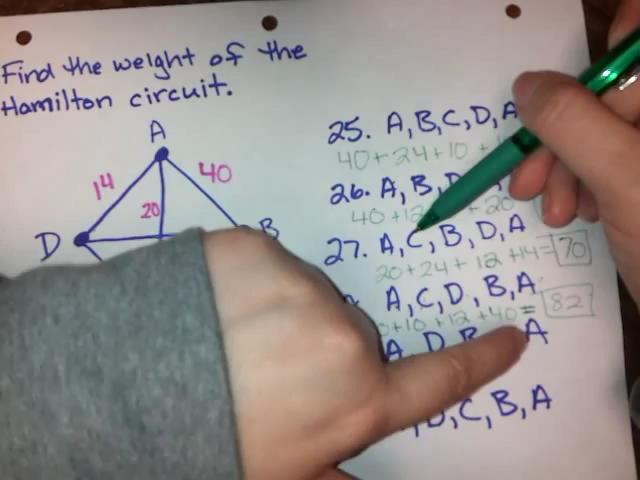 Find the weight of the
Hamilton circuit.
A
14
40
20
D
B
25. A, B, C, D, A
40+24+10+
26. A, B,
40+12 + 20
27. A, C, B, D, A
20+24+12+14=70
A, C, D, B, A
+10+12+40=82
A, D, B A
D, C, B, A